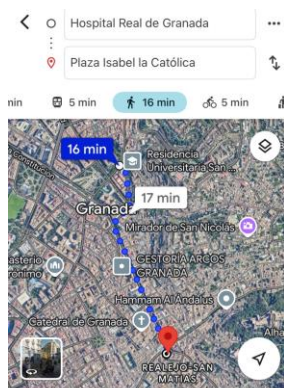 Hospital Real de Granada
Plaza Isabel la Católica
min
5 min
16 min
5 min
16 min
Residencia
Universitaria San...
17 min
Granada
Mirador de San Nicolás
GESTORIA ARCOS
GRANADA
Hammam Al Ándalus
Catedral de Granada
Alha
REALEJO-SAN
MATÍAS